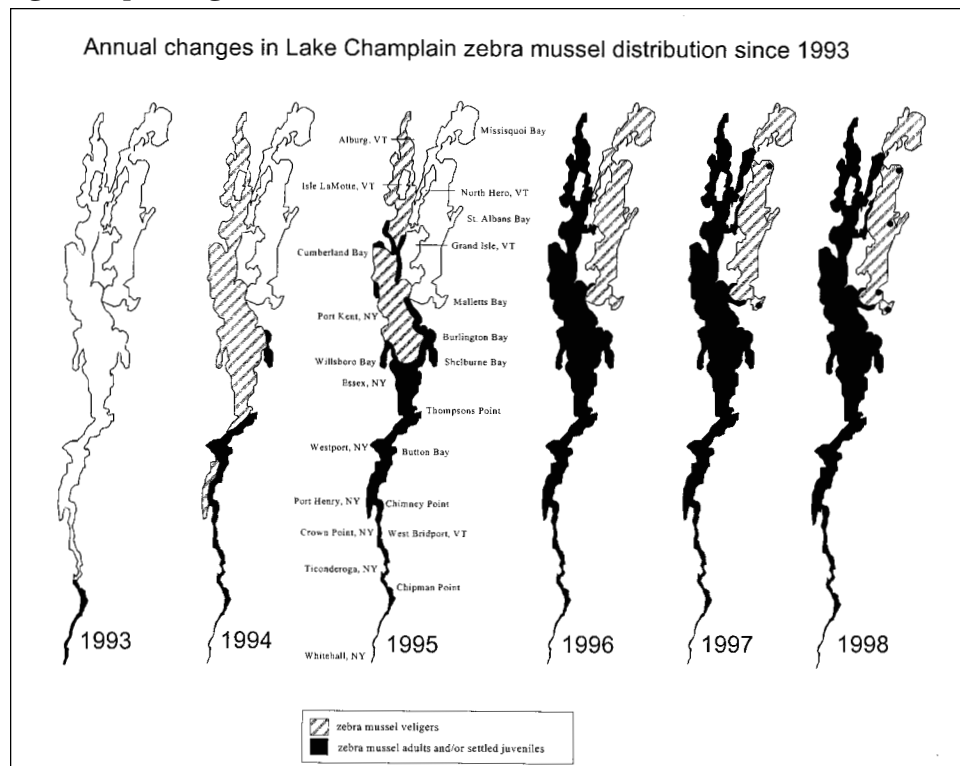 Annual changes in Lake Champlain zebra mussel distribution since 1993
Missisquoi Bay
Alburg, VT
Isle LaMotte, VT
North Hero, VT
St. Albans Bay
Grand Isle, VT
Cumberland Bay
Malletts Bay
Port Kent, NY
Burlington Bay
Willsboro Bay
Shelburne Bay
Essex, NY
Thompsons Point
Westport, NY
Button Bay
Port Henry, NY
Chimney Point
Crown Point, NY
West Bridport, VT
Ticonderoga, NY
Chipman Point
Whitehall, NY
1993
1994
1995
1996
1997
1998
zebra mussel veligers
zebra mussel adults and/or settled juveniles